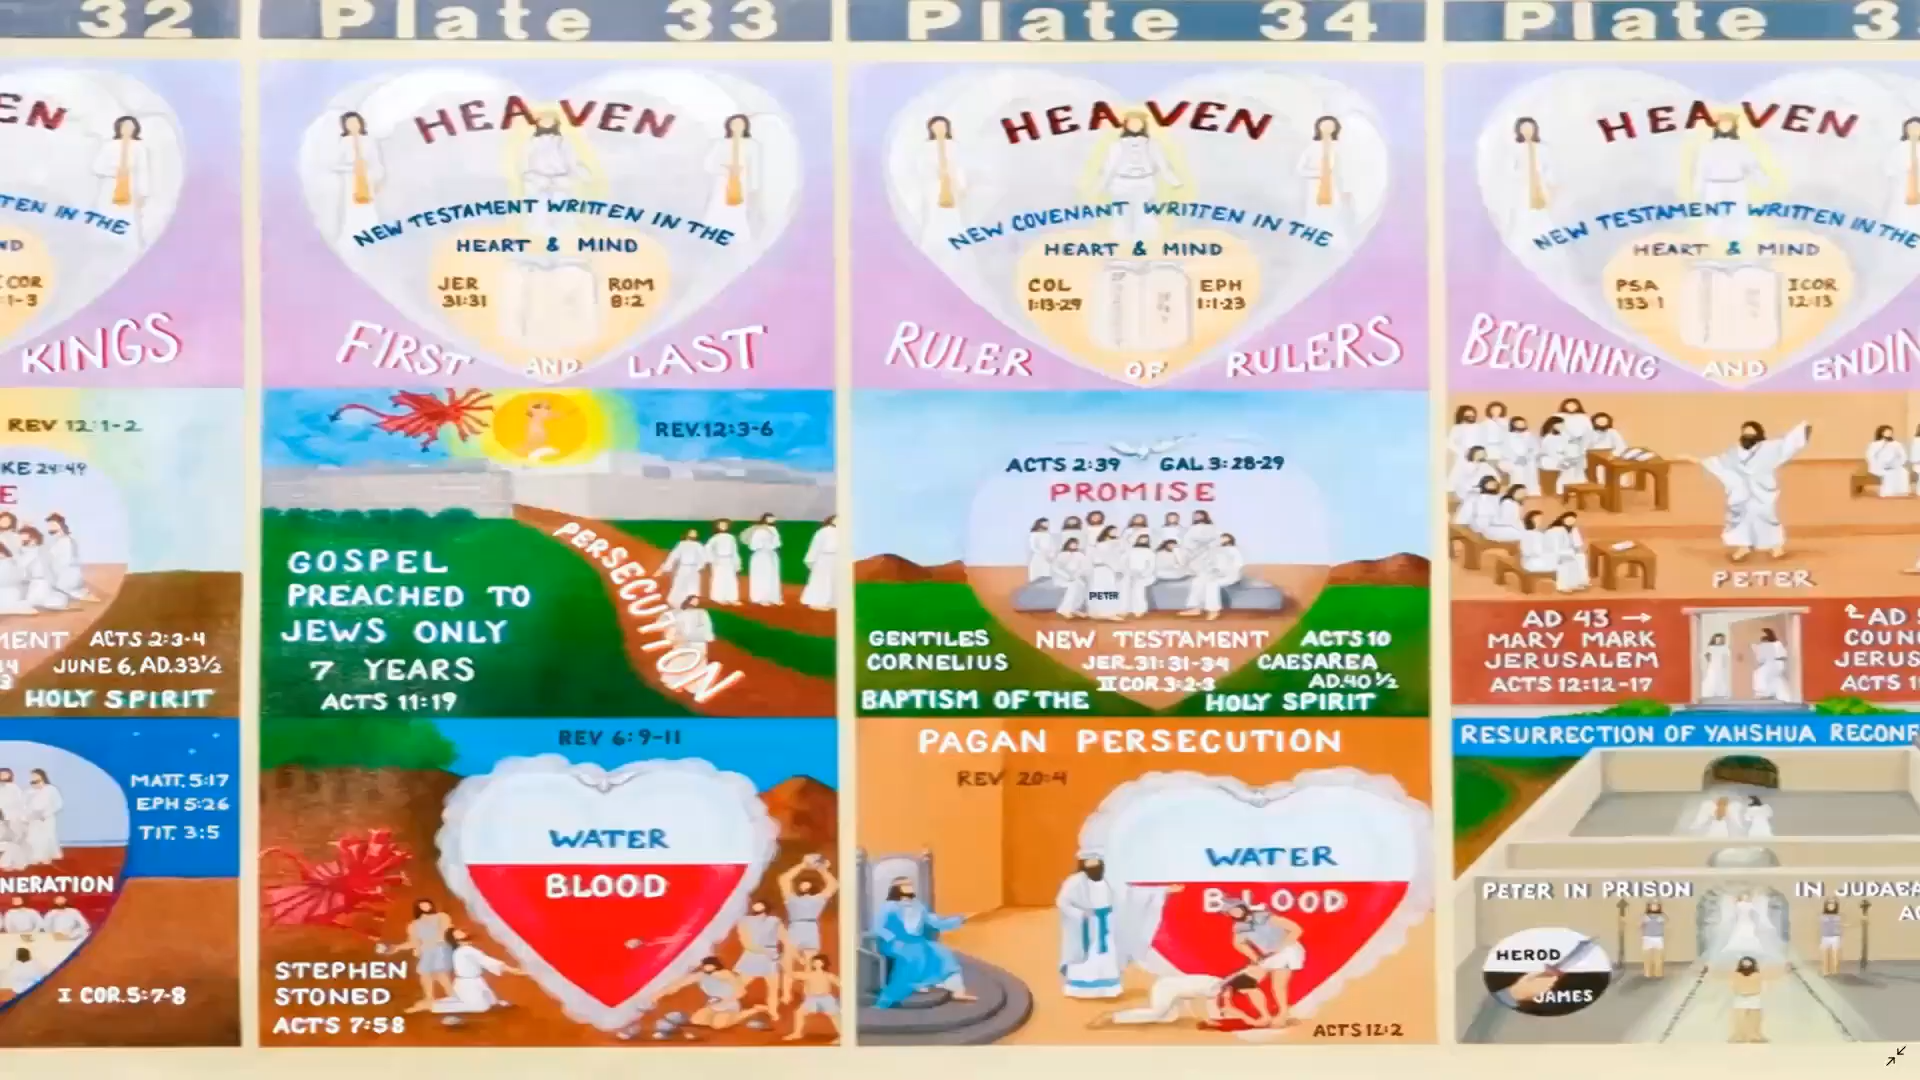 32
EN
TEN IN THE
ND
I COR
1-3
KINGS
REV 12:1-2
KE 24:49
E
MENT ACTS 2:3-4
JUNE 6, AD.33½
HOLY SPIRIT
MATT. 5:17
EPH 5:26
TIT. 3:5
NERATION
I COR.5:7-8
Plate 33
HEAVEN
NEW TESTAMENT WRITTEN IN THE
HEART & MIND
JER
31:31
ROM
8:2
FIRST AND LAST
REV.12:3-6
PERSECUTION
GOSPEL
PREACHED TO
JEWS ONLY
7 YEARS
ACTS 11:19
REV 6:9-11
WATER
BLOOD
STEPHEN
STONED
ACTS 7:58
Plate 34
HEAVEN
NEW COVENANT WRITTEN IN THE
HEART & MIND
COL
1:13-29
EPH
1:1-23
RULER OF RULERS
ACTS 2:39 GAL 3:28-29
PROMISE
PETER
GENTILES NEW TESTAMENT ACTS 10
CORNELIUS JER.31:31-34 CAESAREA
II COR.3:2-3 AD.40½
BAPTISM OF THE HOLY SPIRIT
PAGAN PERSECUTION
REV 20:4
WATER
BLOOD
ACTS 12:2
Plate 3
HEAVEN
NEW TESTAMENT WRITTEN IN THE
HEART & MIND
PSA
133:1
I COR
12:13
BEGINNING AND ENDIN
PETER
AD 43 →
MARY MARK
JERUSALEM
ACTS 12:12-17
AD
COUN
JERUS
ACTS 1
RESURRECTION OF YAHSHUA RECONF
PETER IN PRISON IN JUDAEA
HEROD
JAMES